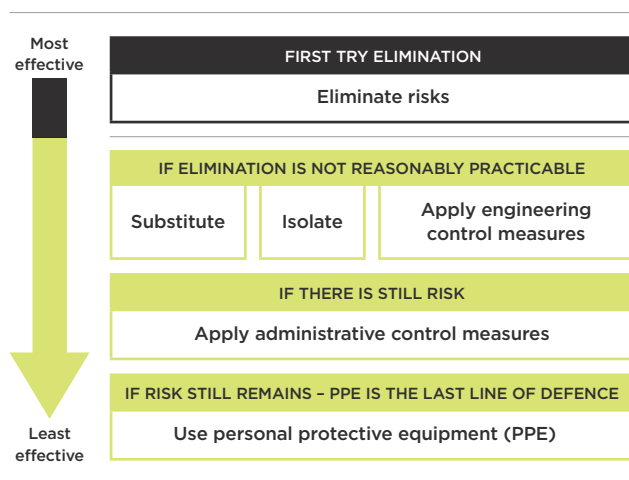 Most
effective
FIRST TRY ELIMINATION
Eliminate risks
IF ELIMINATION IS NOT REASONABLY PRACTICABLE
Substitute
Isolate
Apply engineering
control measures
IF THERE IS STILL RISK
Apply administrative control measures
IF RISK STILL REMAINS – PPE IS THE LAST LINE OF DEFENCE
Use personal protective equipment (PPE)
Least
effective